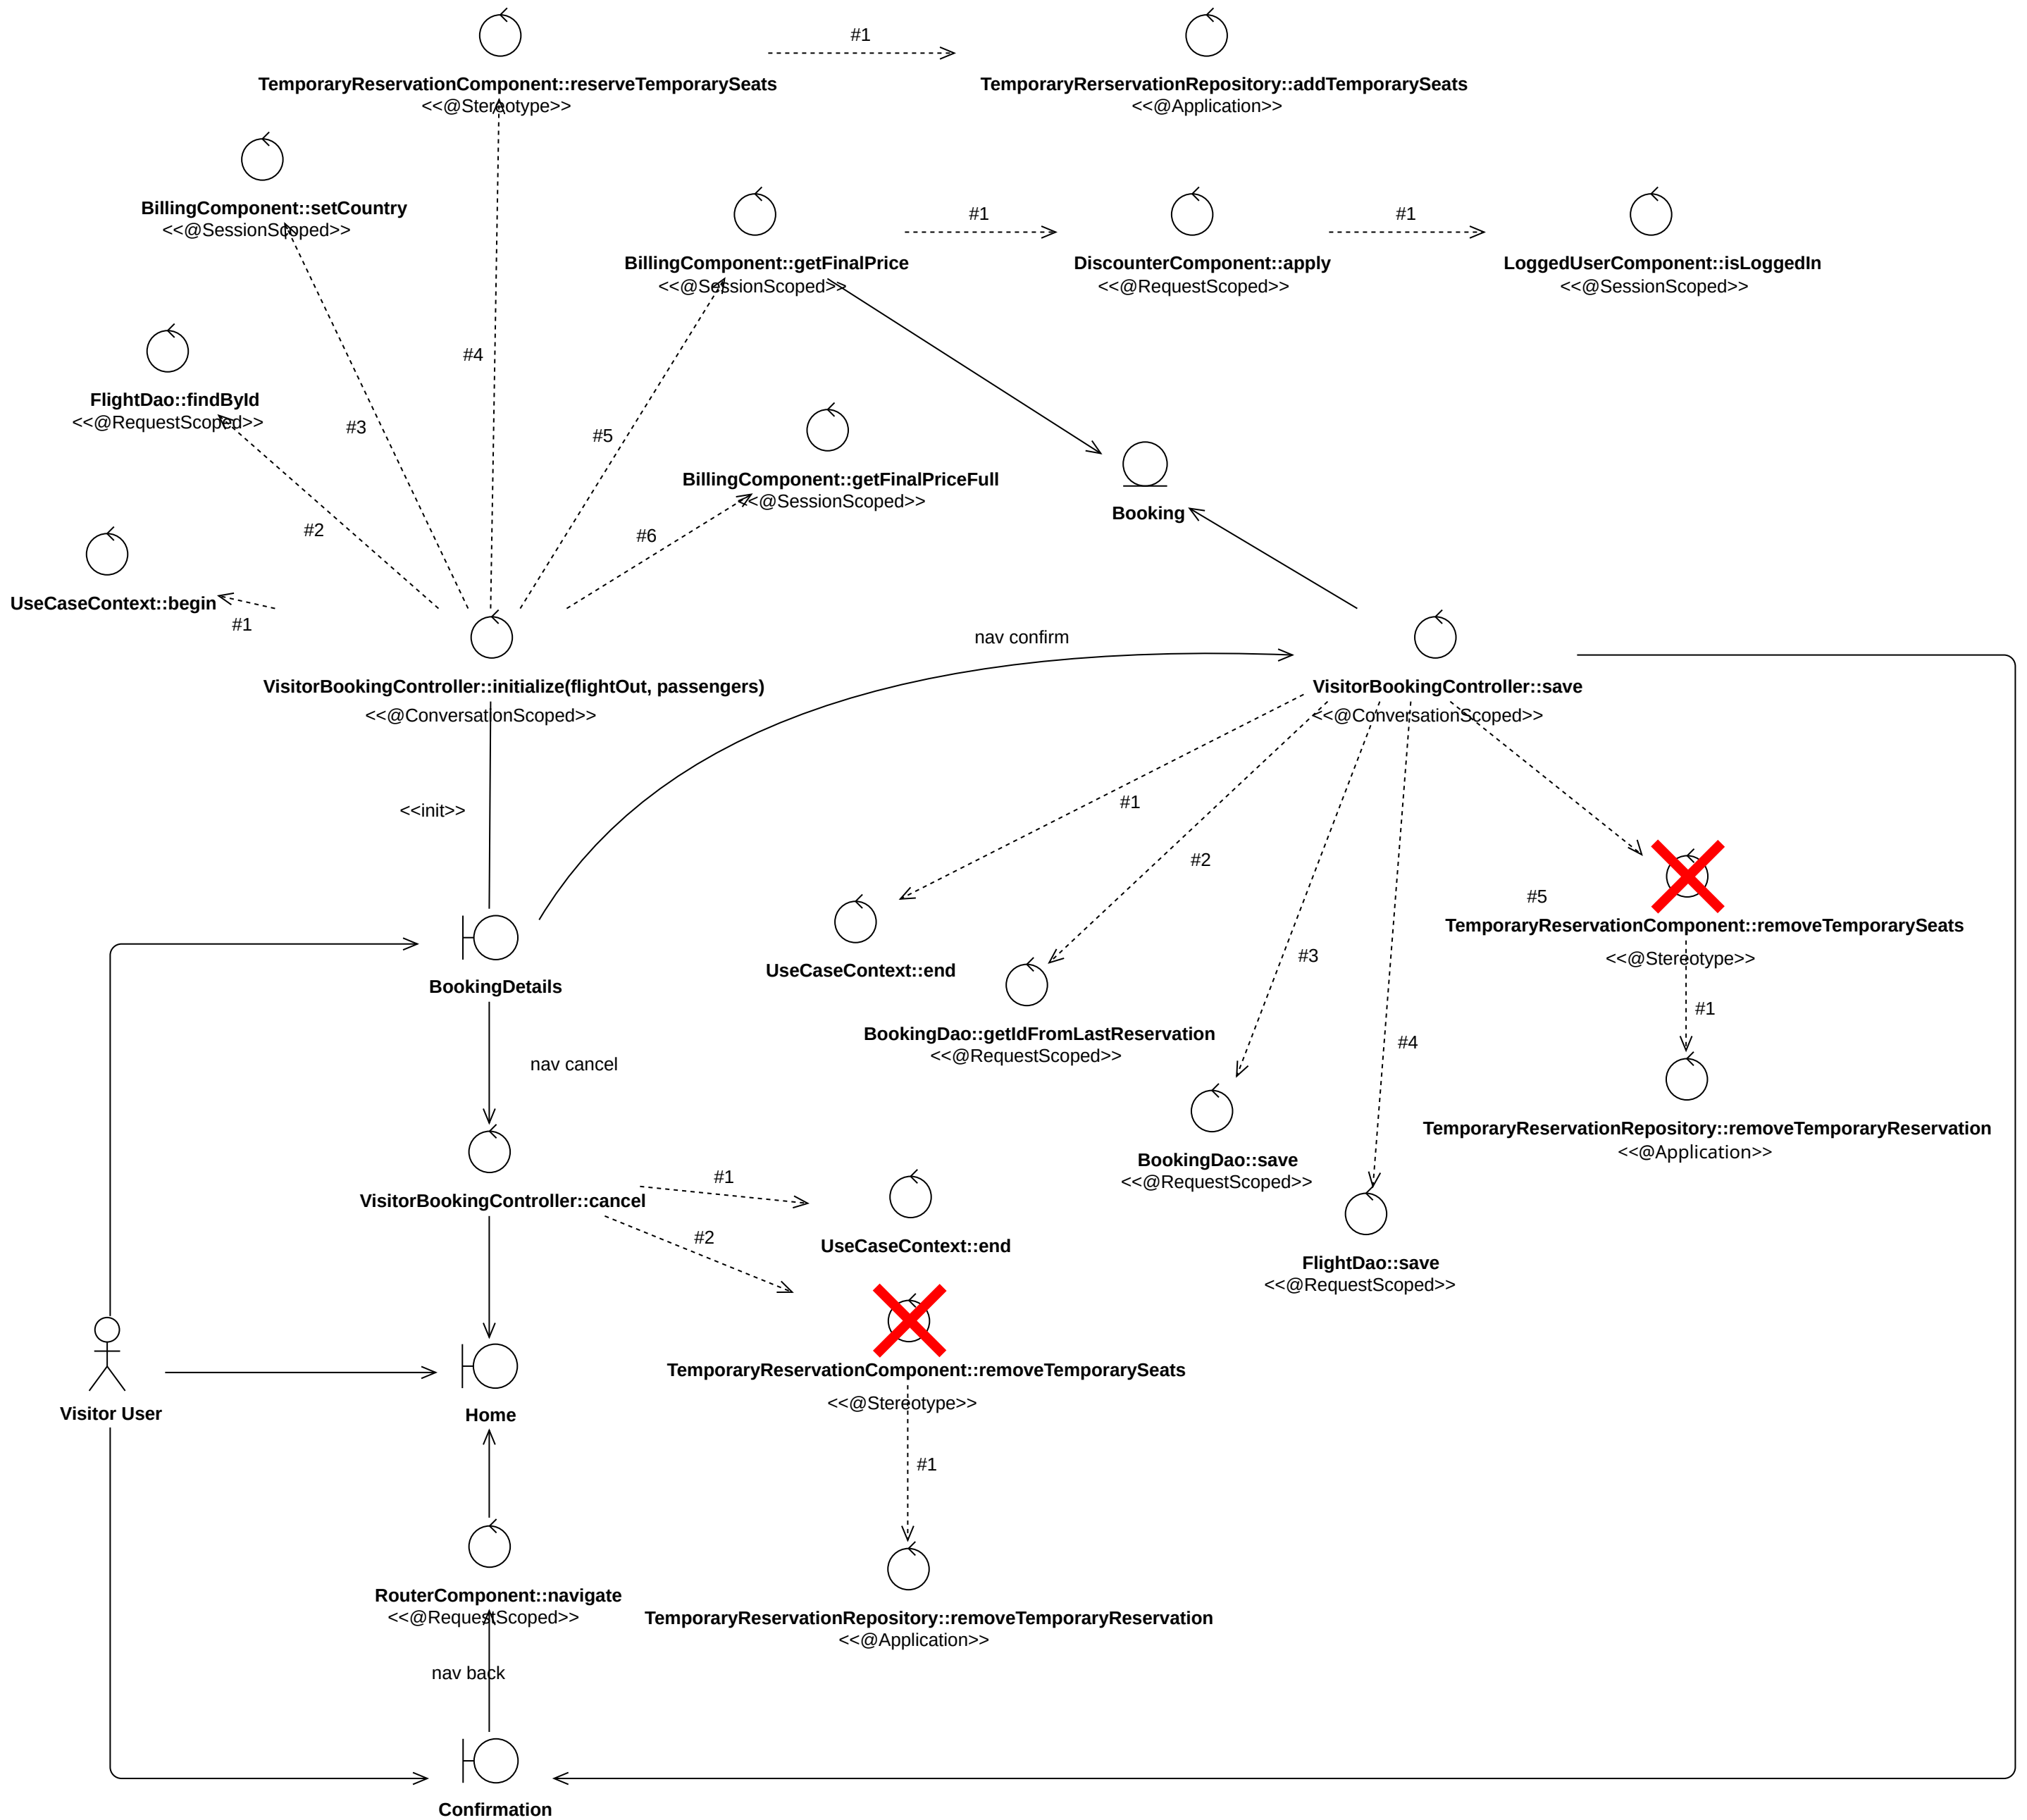 #1
TemporaryReservationComponent::reserveTemporarySeats
<<@Stereotype>>
TemporaryRerservationRepository::addTemporarySeats
<<@Application>>
BillingComponent::setCountry
<<@SessionScoped>>
#1
#1
BillingComponent::getFinalPrice
<<@SessionScoped>>
DiscounterComponent::apply
<<@RequestScoped>>
LoggedUserComponent::isLoggedIn
<<@SessionScoped>>
#4
FlightDao::findById
<<@RequestScoped>>
#3
#5
BillingComponent::getFinalPriceFull
<<@SessionScoped>>
Booking
#2
#6
UseCaseContext::begin
#1
nav confirm
VisitorBookingController::initialize(flightOut, passengers)
<<@ConversationScoped>>
VisitorBookingController::save
<<@ConversationScoped>>
<<init>>
#1
#2
#5
TemporaryReservationComponent::removeTemporarySeats
<<@Stereotype>>
#3
UseCaseContext::end
BookingDetails
#1
BookingDao::getIdFromLastReservation
<<@RequestScoped>>
#4
nav cancel
TemporaryReservationRepository::removeTemporaryReservation
<<@Application>>
BookingDao::save
<<@RequestScoped>>
#1
VisitorBookingController::cancel
#2
UseCaseContext::end
FlightDao::save
<<@RequestScoped>>
TemporaryReservationComponent::removeTemporarySeats
<<@Stereotype>>
Visitor User
Home
#1
RouterComponent::navigate
<<@RequestScoped>>
TemporaryReservationRepository::removeTemporaryReservation
<<@Application>>
nav back
Confirmation